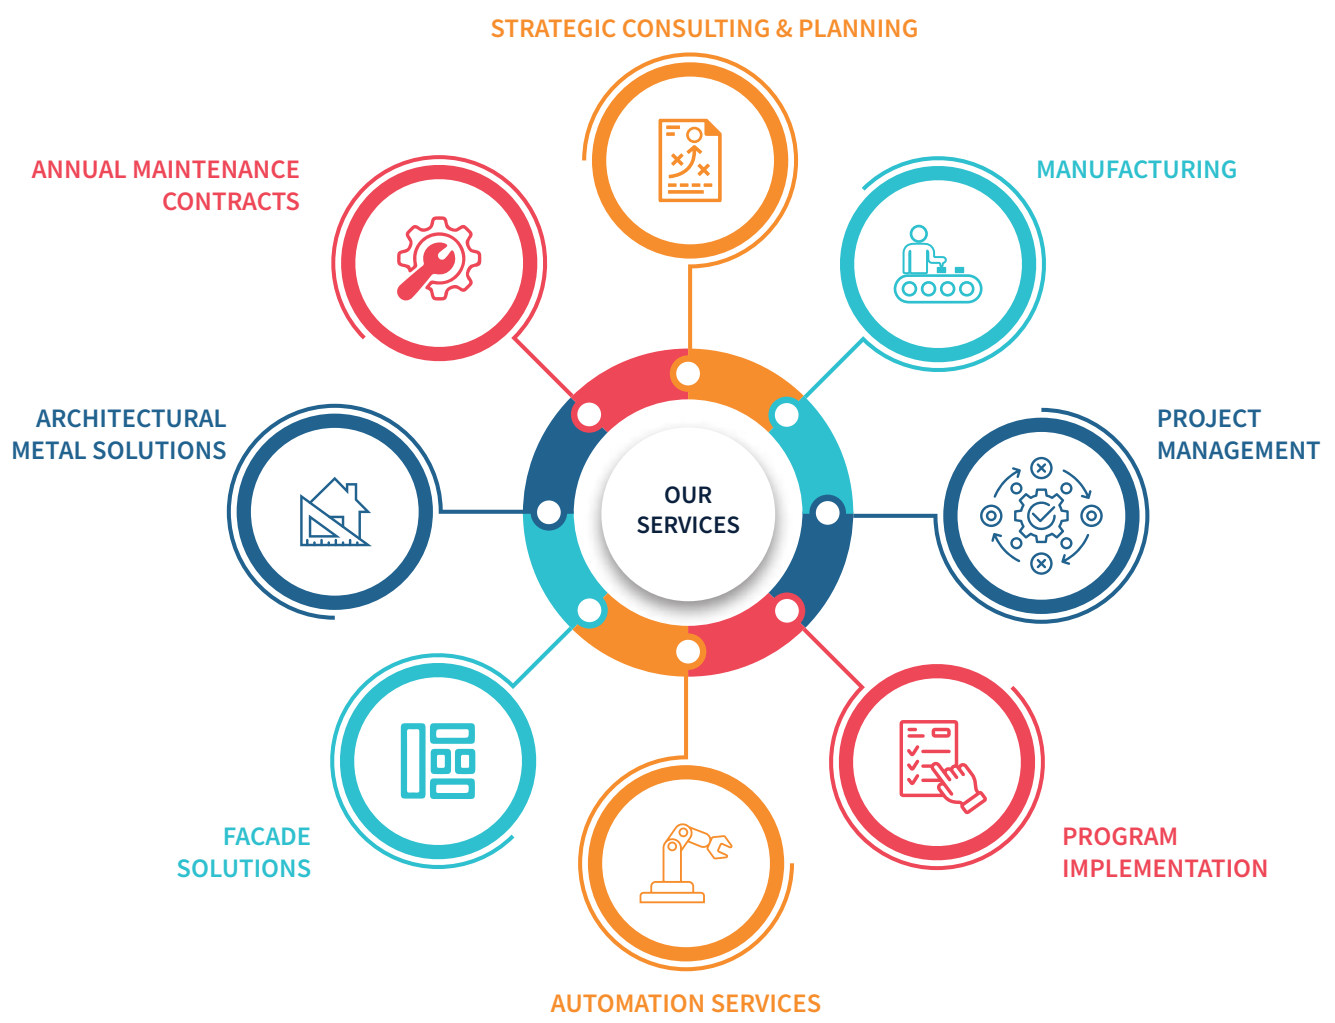 STRATEGIC CONSULTING & PLANNING
ANNUAL MAINTENANCE
CONTRACTS
MANUFACTURING
ARCHITECTURAL
METAL SOLUTIONS
PROJECT
MANAGEMENT
OUR
SERVICES
FACADE
SOLUTIONS
PROGRAM
IMPLEMENTATION
AUTOMATION SERVICES